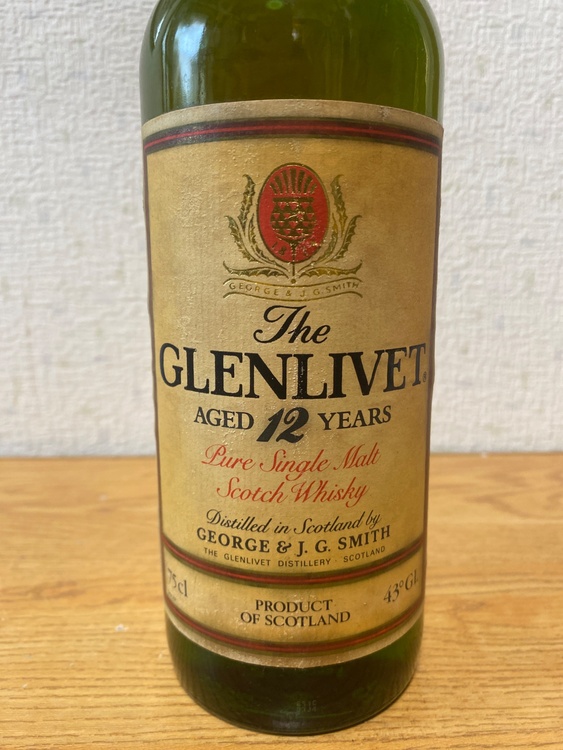 GEORGE & J. G. SMITH
The
GLENLIVET®
AGED 12 YEARS
Pure Single Malt
Scotch Whisky
Distilled in Scotland by
GEORGE & J. G. SMITH
THE GLENLIVET DISTILLERY · SCOTLAND
75cl
43°GL
PRODUCT
OF SCOTLAND